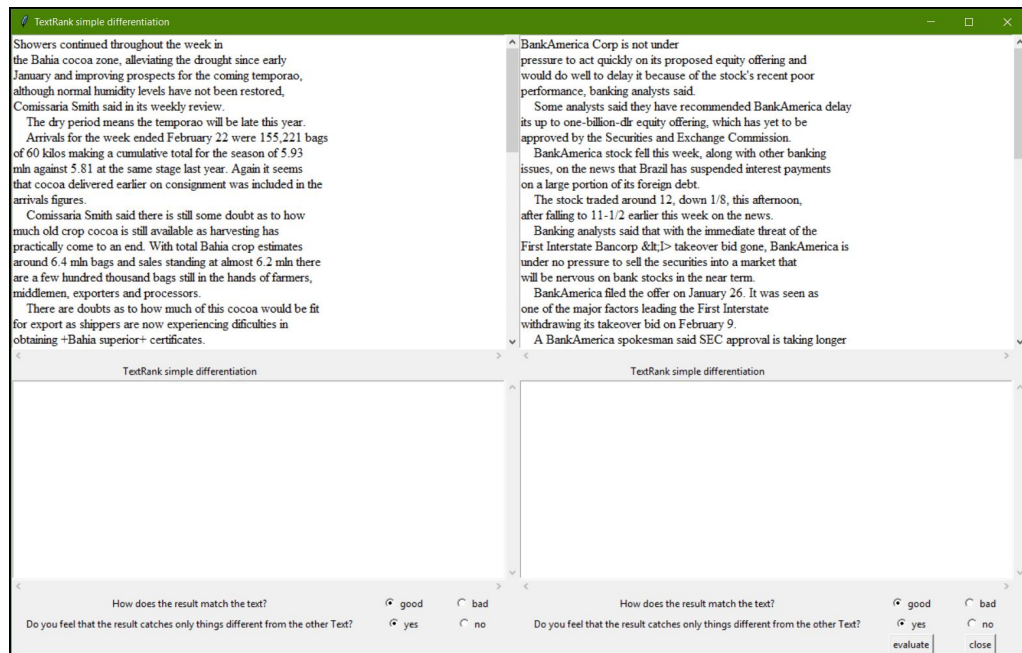 TextRank simple differentiation
Showers continued throughout the week in
the Bahia cocoa zone, alleviating the drought since early
January and improving prospects for the coming temporao,
although normal humidity levels have not been restored,
Comissaria Smith said in its weekly review.
The dry period means the temporao will be late this year.
Arrivals for the week ended February 22 were 155,221 bags
of 60 kilos making a cumulative total for the season of 5.93
mln against 5.81 at the same stage last year. Again it seems
that cocoa delivered earlier on consignment was included in the
arrivals figures.
Comissaria Smith said there is still some doubt as to how
much old crop cocoa is still available as harvesting has
practically come to an end. With total Bahia crop estimates
around 6.4 mln bags and sales standing at almost 6.2 mln there
are a few hundred thousand bags still in the hands of farmers,
middlemen, exporters and processors.
There are doubts as to how much of this cocoa would be fit
for export as shippers are now experiencing dificulties in
obtaining +Bahia superior+ certificates.
BankAmerica Corp is not under
pressure to act quickly on its proposed equity offering and
would do well to delay it because of the stock's recent poor
performance, banking analysts said.
Some analysts said they have recommended BankAmerica delay
its up to one-billion-dlr equity offering, which has yet to be
approved by the Securities and Exchange Commission.
BankAmerica stock fell this week, along with other banking
issues, on the news that Brazil has suspended interest payments
on a large portion of its foreign debt.
The stock traded around 12, down 1/8, this afternoon,
after falling to 11-1/2 earlier this week on the news.
Banking analysts said that with the immediate threat of the
First Interstate Bancorp &lt;I> takeover bid gone, BankAmerica is
under no pressure to sell the securities into a market that
will be nervous on bank stocks in the near term.
BankAmerica filed the offer on January 26. It was seen as
one of the major factors leading the First Interstate
withdrawing its takeover bid on February 9.
A BankAmerica spokesman said SEC approval is taking longer
TextRank simple differentiation
TextRank simple differentiation
How does the result match the text? good bad
Do you feel that the result catches only things different from the other Text? yes no
How does the result match the text? good bad
Do you feel that the result catches only things different from the other Text? yes no
evaluate close